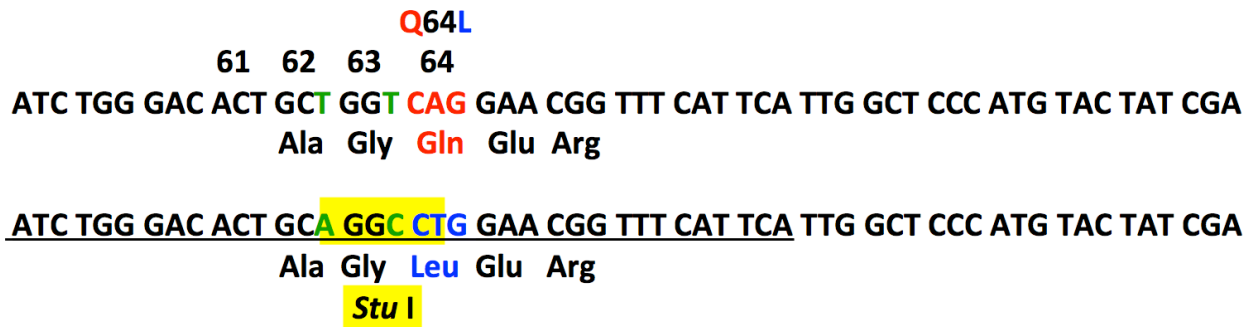 Q64L
61 62 63 64
ATC TGG GAC ACT GCT GGT CAG GAA CGG TTT CAT TCA TTG GCT CCC ATG TAC TAT CGA
Ala Gly Gln Glu Arg
ATC TGG GAC ACT GCA GGC CTG GAA CGG TTT CAT TCA TTG GCT CCC ATG TAC TAT CGA
Ala Gly Leu Glu Arg
Stu I